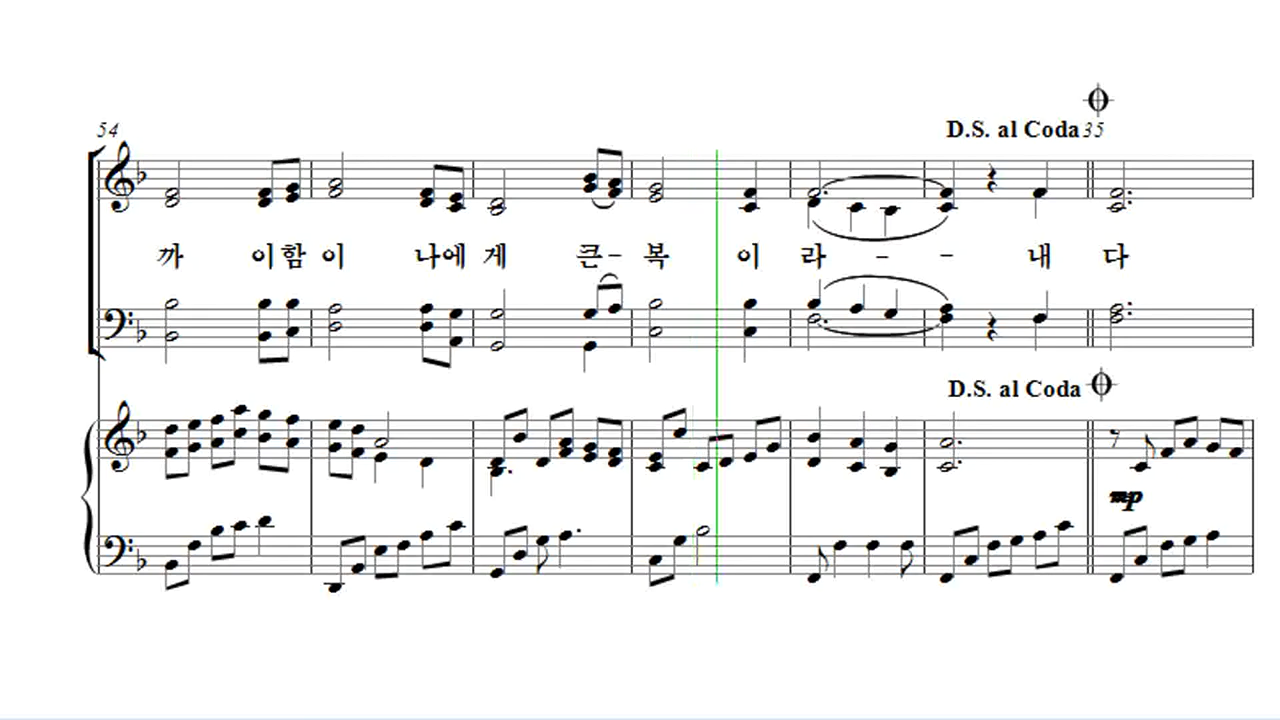 D.S. al Coda
54
35
까 이 함 이 나 에 게 큰 - 복 이 라 - - 내 다
D.S. al Coda
mp